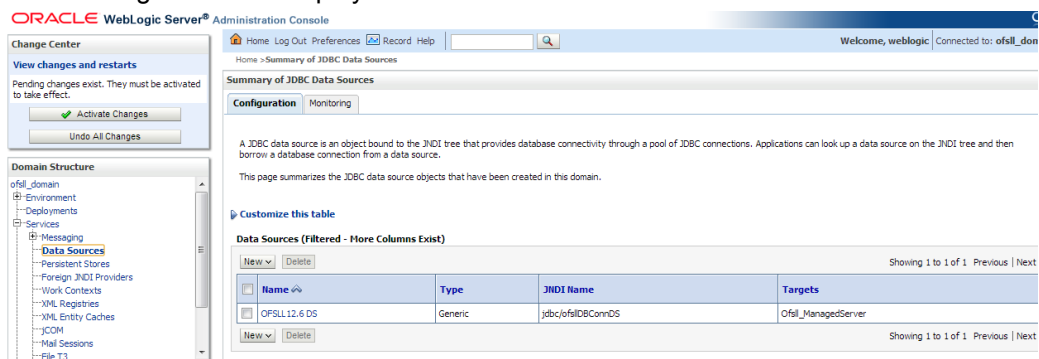 ORACLE WebLogic Server® Administration Console
Change Center
View changes and restarts
Pending changes exist. They must be activated
to take effect.
Activate Changes
Undo All Changes
Domain Structure
ofsll_domain
Environment
Deployments
Services
Messaging
Data Sources
Persistent Stores
Foreign JNDI Providers
Work Contexts
XML Registries
XML Entity Caches
jCOM
Mail Sessions
File T3
Home Log Out Preferences Record Help
Welcome, weblogic Connected to: ofsll_dom
Home >Summary of JDBC Data Sources
Summary of JDBC Data Sources
Configuration Monitoring
A JDBC data source is an object bound to the JNDI tree that provides database connectivity through a pool of JDBC connections. Applications can look up a data source on the JNDI tree and then
borrow a database connection from a data source.
This page summarizes the JDBC data source objects that have been created in this domain.
Customize this table
Data Sources (Filtered - More Columns Exist)
New Delete Showing 1 to 1 of 1 Previous | Next
Name Type JNDI Name Targets
OFSLL12.6 DS Generic jdbc/ofsllDBConnDS Ofsll_ManagedServer
New Delete Showing 1 to 1 of 1 Previous | Next